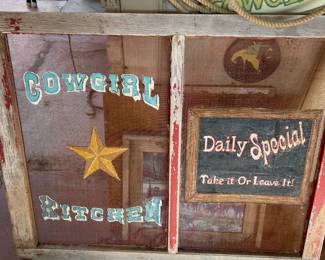 COWGIRL
KITCHEN
Daily Special
Take it Or Leave It!